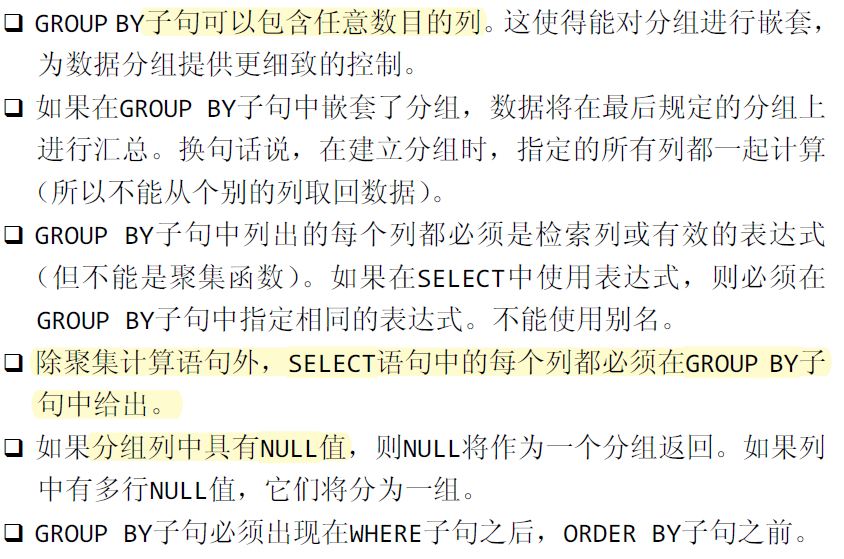 ❑ GROUP BY子句可以包含任意数目的列。这使得能对分组进行嵌套，
为数据分组提供更细致的控制。
❑ 如果在GROUP BY子句中嵌套了分组，数据将在最后规定的分组上
进行汇总。换句话说，在建立分组时，指定的所有列都一起计算
（所以不能从个别的列取回数据）。
❑ GROUP BY子句中列出的每个列都必须是检索列或有效的表达式
（但不能是聚集函数）。如果在SELECT中使用表达式，则必须在
GROUP BY子句中指定相同的表达式。不能使用别名。
❑ 除聚集计算语句外，SELECT语句中的每个列都必须在GROUP BY子
句中给出。
❑ 如果分组列中具有NULL值，则NULL将作为一个分组返回。如果列
中有多行NULL值，它们将分为一组。
❑ GROUP BY子句必须出现在WHERE子句之后，ORDER BY子句之前。